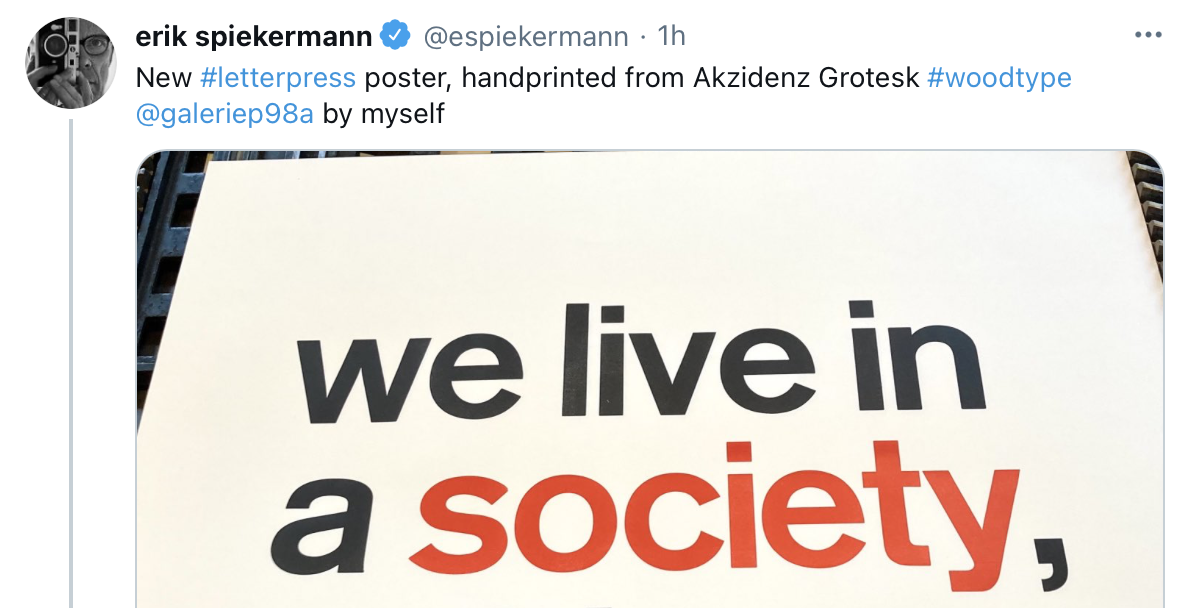 erik spiekermann @espiekermann · 1h
New #letterpress poster, handprinted from Akzidenz Grotesk #woodtype
@galeriep98a by myself
we live in
a society,